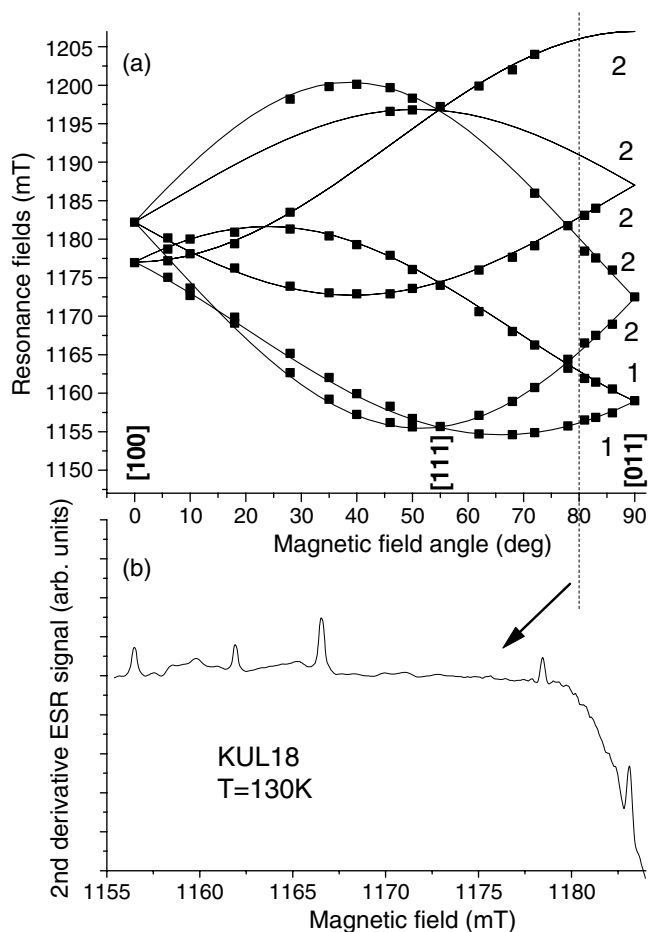 (a)
Resonance fields (mT)
1205
1200
1195
1190
1185
1180
1175
1170
1165
1160
1155
1150
2
2
2
2
2
1
1
[100]
[111]
[011]
0 10 20 30 40 50 60 70 80 90
Magnetic field angle (deg)
(b)
2nd derivative ESR signal (arb. units)
KUL18
T=130K
1155 1160 1165 1170 1175 1180
Magnetic field (mT)